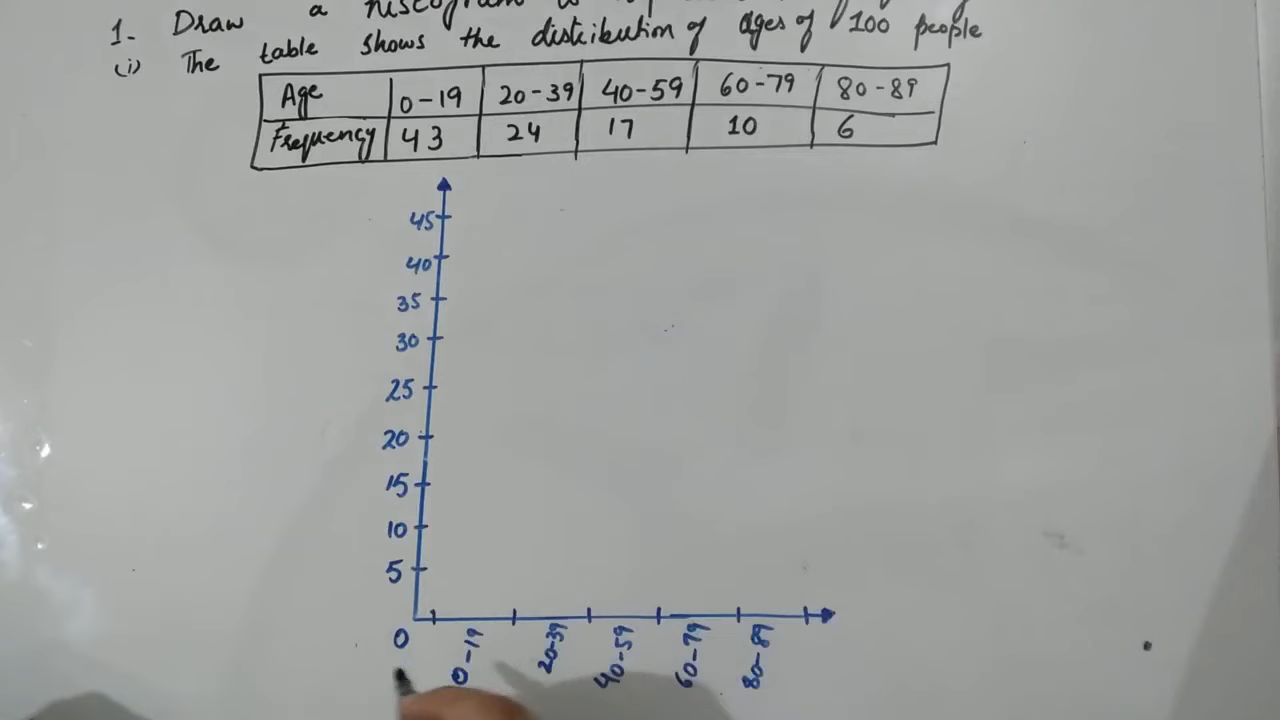 1. Draw a histogram
(i) The table shows the distribution of ages of 100 people
Age 0-19 20-39 40-59 60-79 80-89
Frequency 43 24 17 10 6
45
40
35
30
25
20
15
10
5
0
0-19 20-39 40-59 60-79 80-89